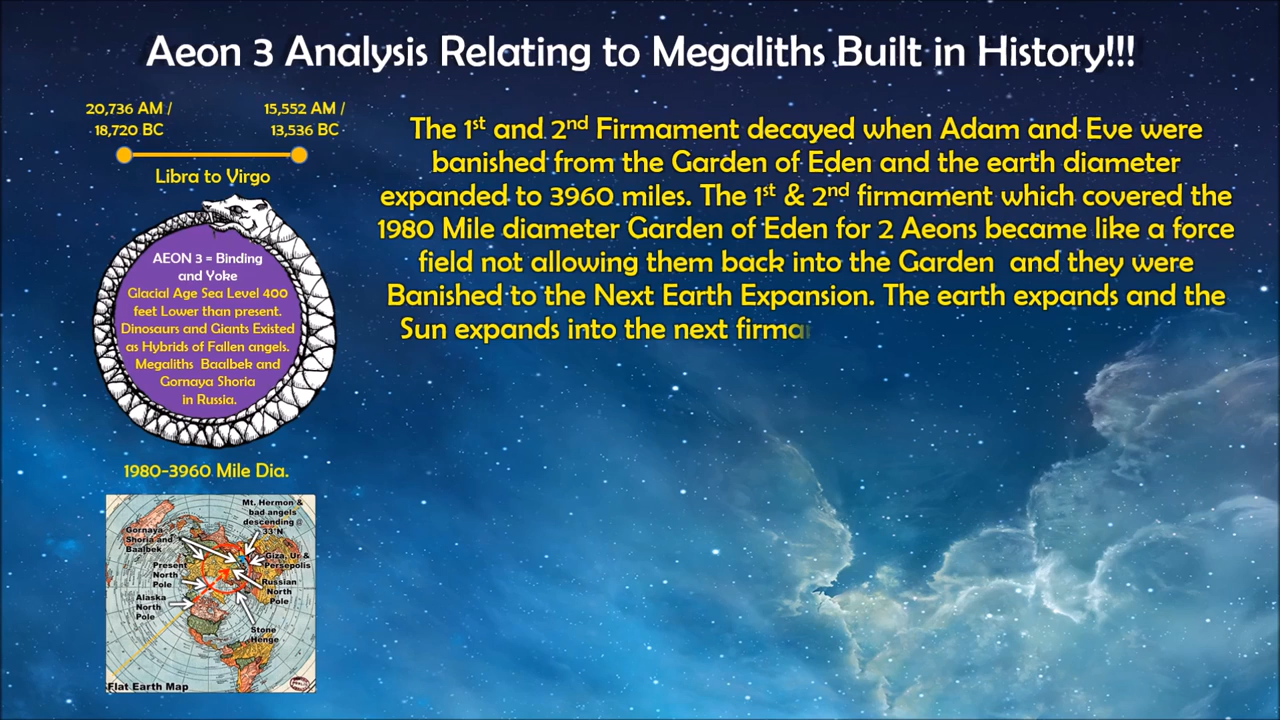 Aeon 3 Analysis Relating to Megaliths Built in History!!!
20,736 AM /
18,720 BC
15,552 AM /
13,536 BC
Libra to Virgo
AEON 3 = Binding
and Yoke
Glacial Age Sea Level 400
feet Lower than present.
Dinosaurs and Giants Existed
as Hybrids of Fallen angels.
Megaliths Baalbek and
Gornaya Shoria
in Russia.
1980-3960 Mile Dia.
Mt. Hermon &
bad angels
descending @
33°N
Gornaya
Shoria and
Baalbek
Giza, Ur &
Persepolis
Present
North
Pole
Russian
North
Pole
Alaska
North
Pole
Stone
Henge
Flat Earth Map
The 1st and 2nd Firmament decayed when Adam and Eve were
banished from the Garden of Eden and the earth diameter
expanded to 3960 miles. The 1st & 2nd firmament which covered the
1980 Mile diameter Garden of Eden for 2 Aeons became like a force
field not allowing them back into the Garden and they were
Banished to the Next Earth Expansion. The earth expands and the
Sun expands into the next firma